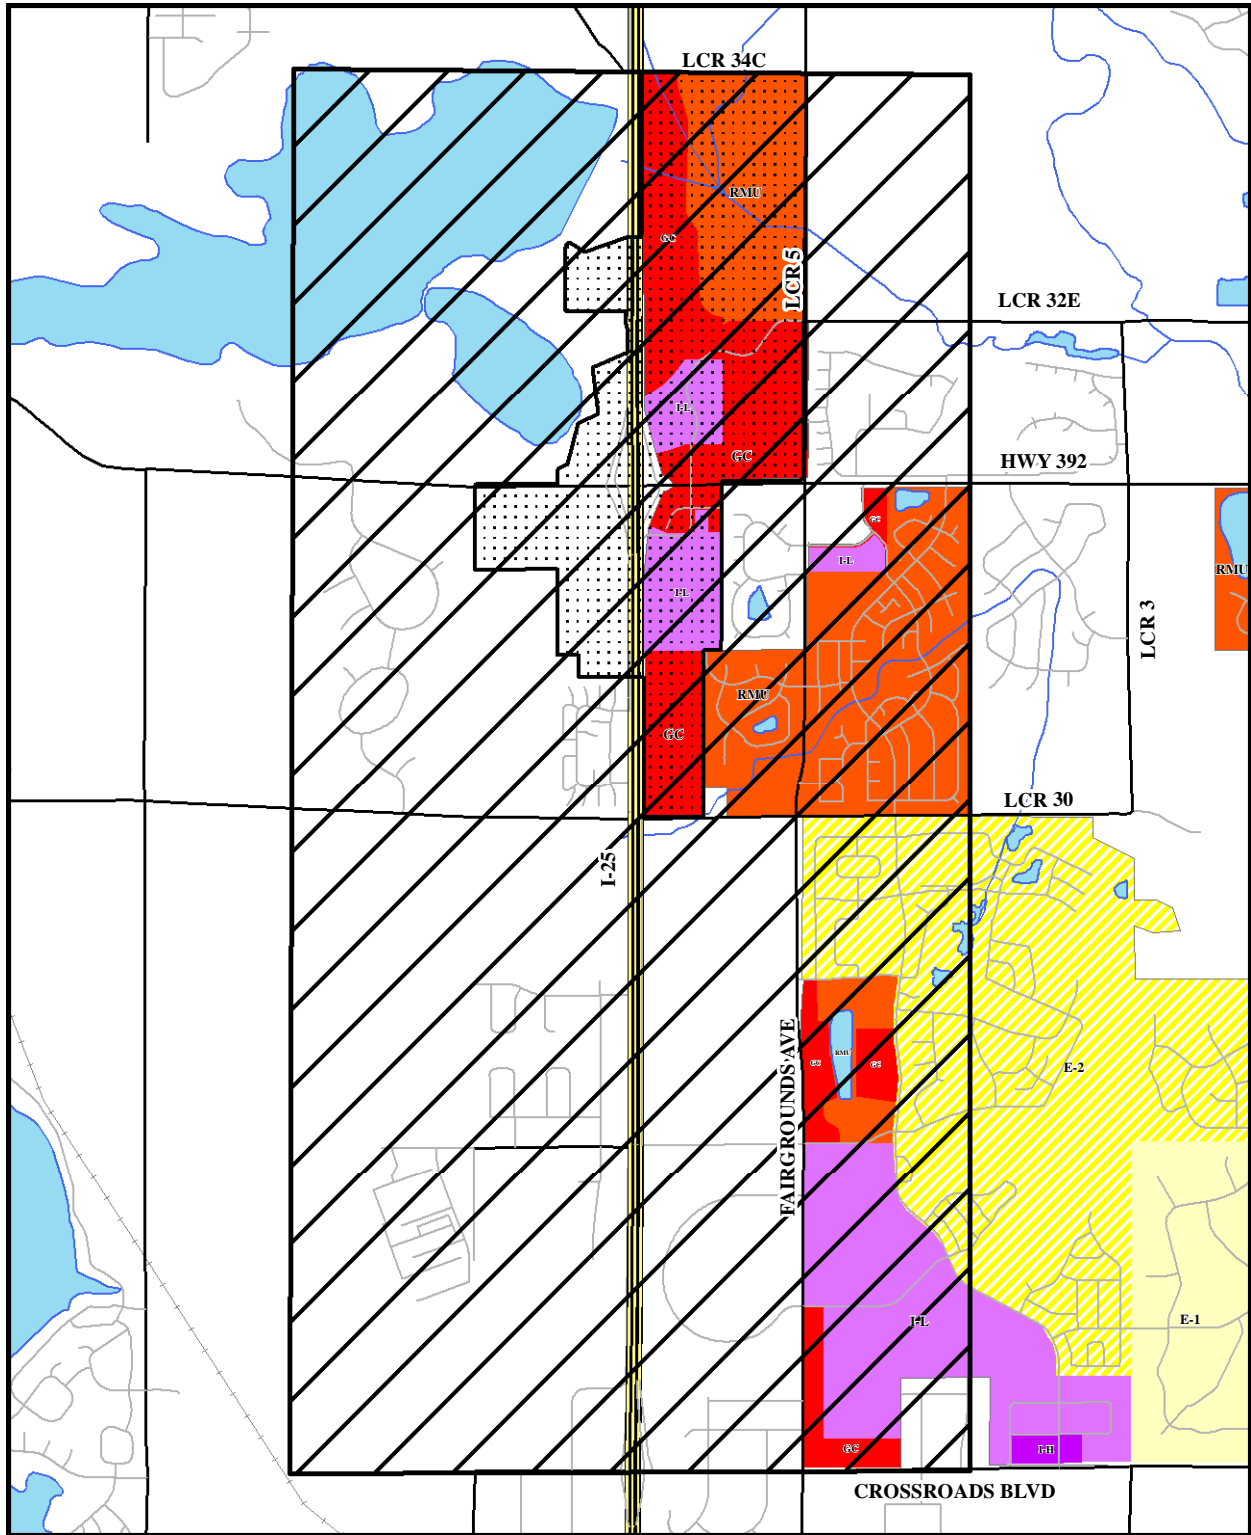 LCR 34C
RMU
GC
LCR 5
LCR 32E
I-L
GC
HWY 392
GC
I-L
RMU
I-L
LCR 3
RMU
GC
LCR 30
I-25
FAIRGROUNDS AVE
RMU
GC
GC
E-2
E-1
I-L
GC
I-H
CROSSROADS BLVD